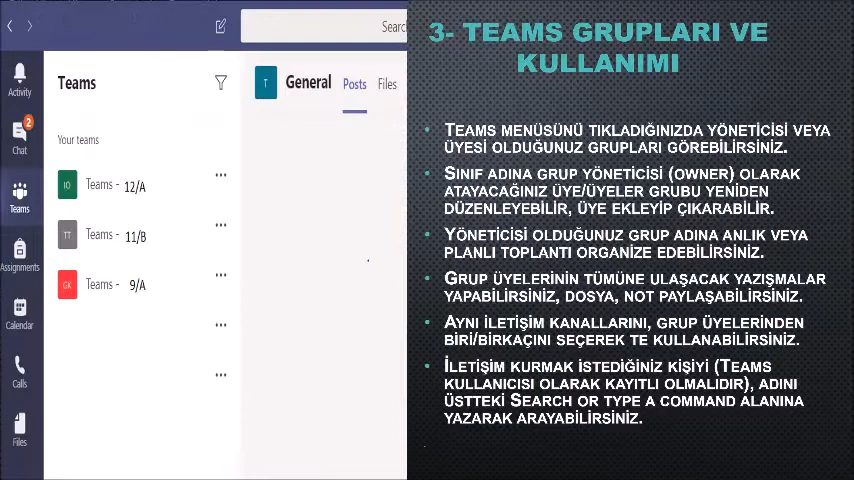 Searc
Activity
2
Chat
Teams
Assignments
Calendar
Calls
Files
Teams
Your teams
IO Teams - 12/A ...
TT Teams - 11/B ...
GK Teams - 9/A ...
...
...
T General Posts Files
3- TEAMS GRUPLARI VE
KULLANIMI
• TEAMS MENÜSÜNÜ TIKLADIĞINIZDA YÖNETİCİSİ VEYA
ÜYESİ OLDUĞUNUZ GRUPLARI GÖREBİLİRSİNİZ.
• SINIF ADINA GRUP YÖNETİCİSİ (OWNER) OLARAK
ATAYACAĞINIZ ÜYE/ÜYELER GRUBU YENİDEN
DÜZENLEYEBİLİR, ÜYE EKLEYİP ÇIKARABİLİR.
• YÖNETİCİSİ OLDUĞUNUZ GRUP ADINA ANLIK VEYA
PLANLI TOPLANTI ORGANİZE EDEBİLİRSİNİZ.
• GRUP ÜYELERİNİN TÜMÜNE ULAŞACAK YAZIŞMALAR
YAPABİLİRSİNİZ, DOSYA, NOT PAYLAŞABİLİRSİNİZ.
• AYNI İLETİŞİM KANALLARINI, GRUP ÜYELERİNDEN
BİRİ/BİRKAÇINI SEÇEREK TE KULLANABİLİRSİNİZ.
• İLETİŞİM KURMAK İSTEDİĞİNİZ KİŞİYİ (TEAMS
KULLANICISI OLARAK KAYITLI OLMALIDIR), ADINI
ÜSTTEKİ SEARCH OR TYPE A COMMAND ALANINA
YAZARAK ARAYABİLİRSİNİZ.